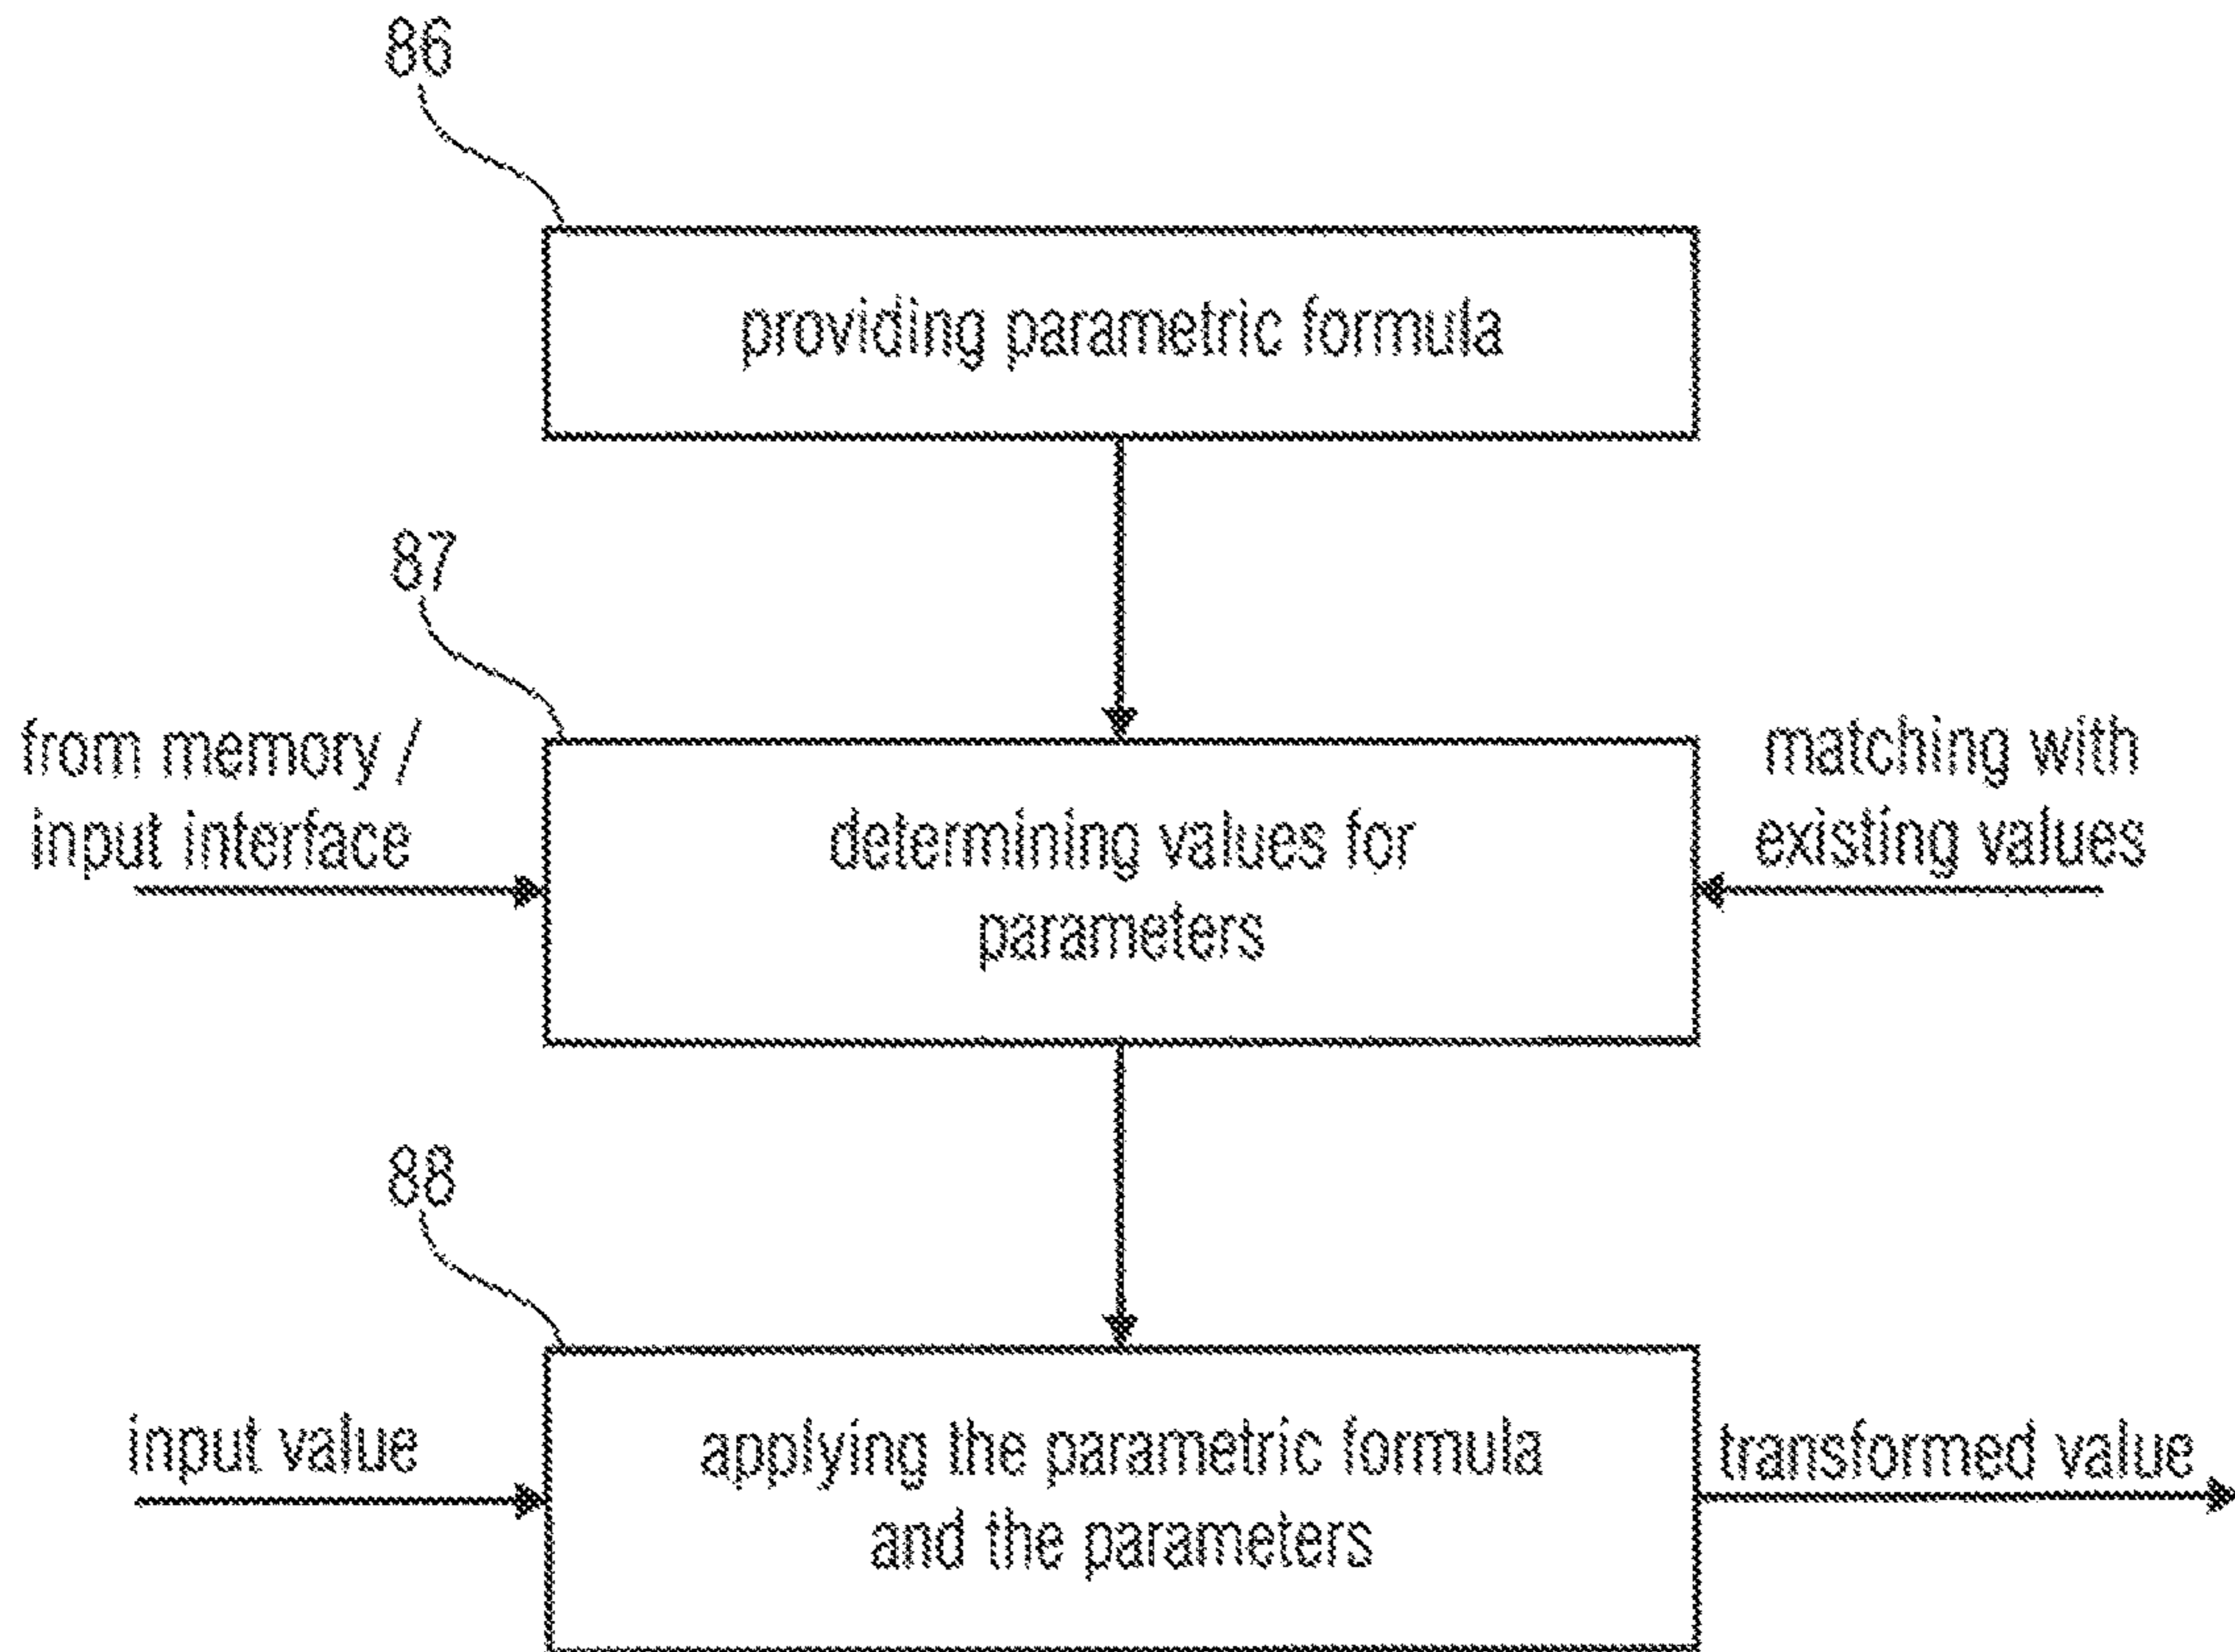 86
providing parametric formula
87
from memory /
input interface
determining values for
parameters
matching with
existing values
88
input value
applying the parametric formula
and the parameters
transformed value